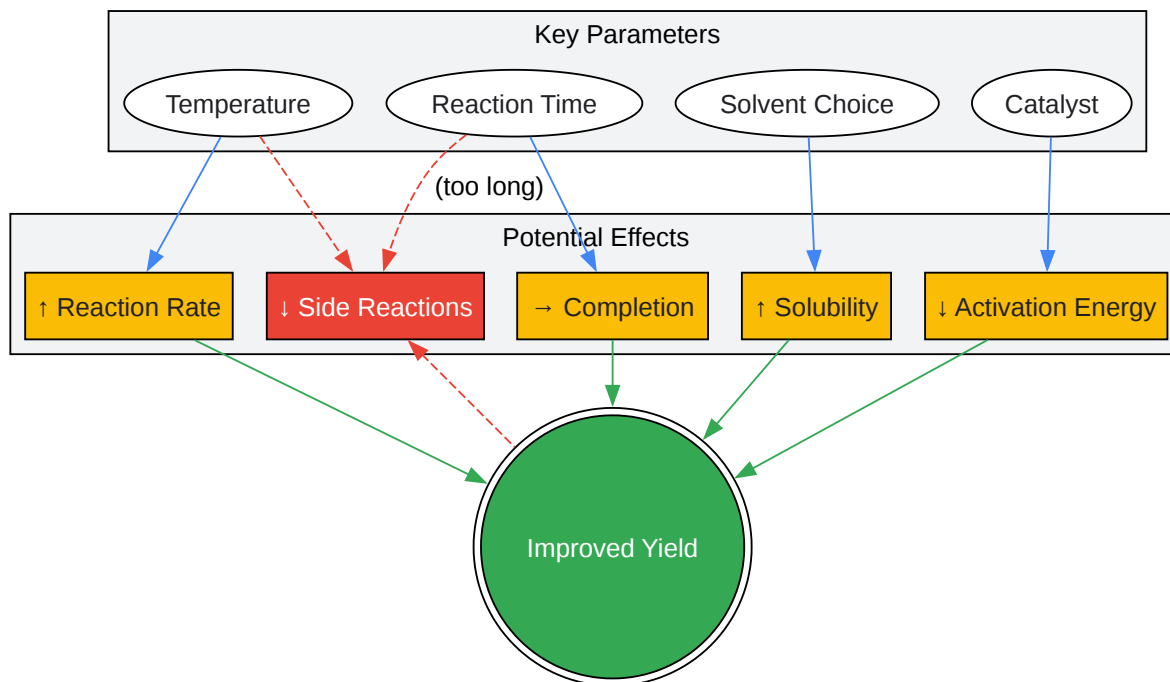 Key Parameters
Temperature
Reaction Time
Solvent Choice
Catalyst
(too long)
Potential Effects
↑ Reaction Rate
↓ Side Reactions
→ Completion
↑ Solubility
↓ Activation Energy
Improved Yield